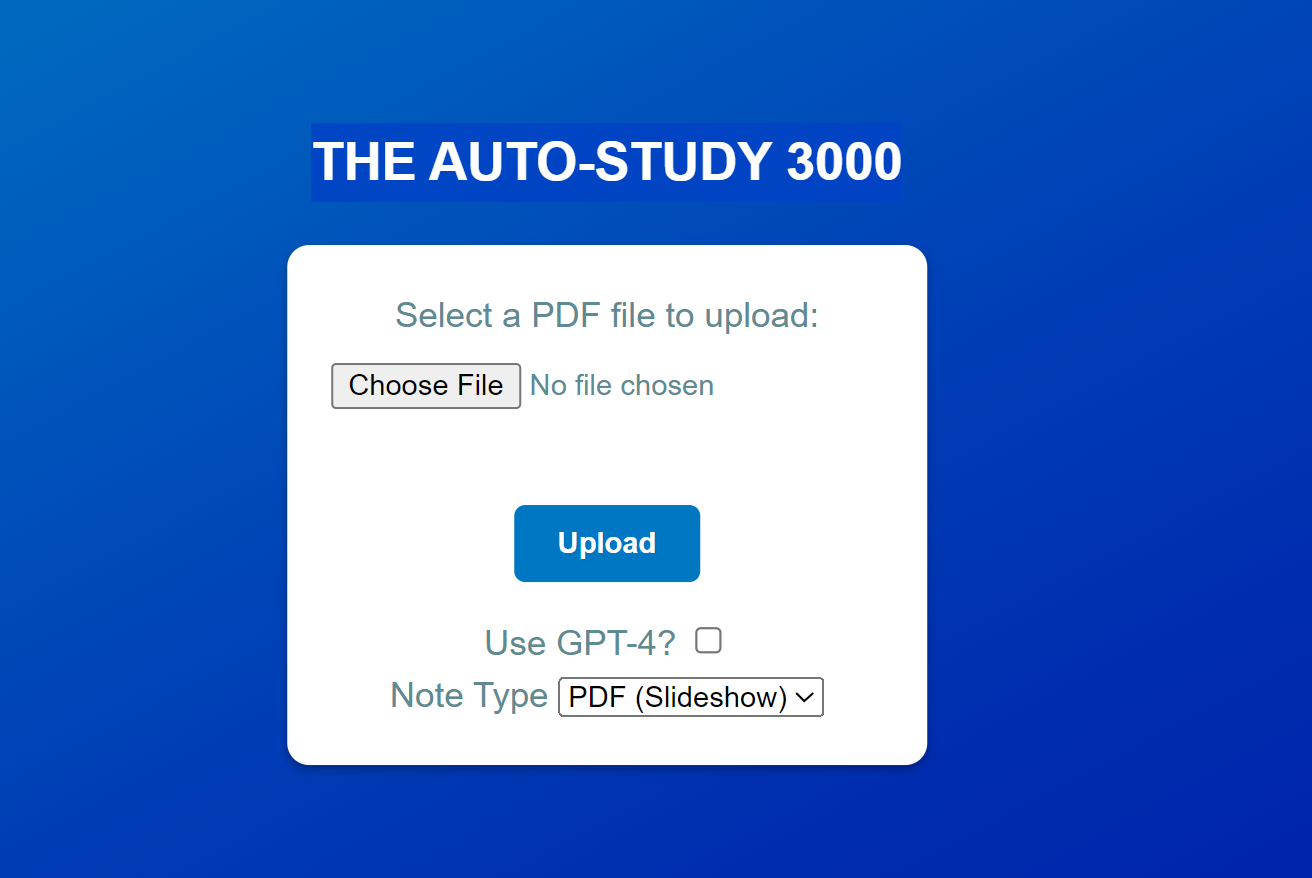 THE AUTO-STUDY 3000
Select a PDF file to upload:
Choose File No file chosen
Upload
Use GPT-4?
Note Type PDF (Slideshow)